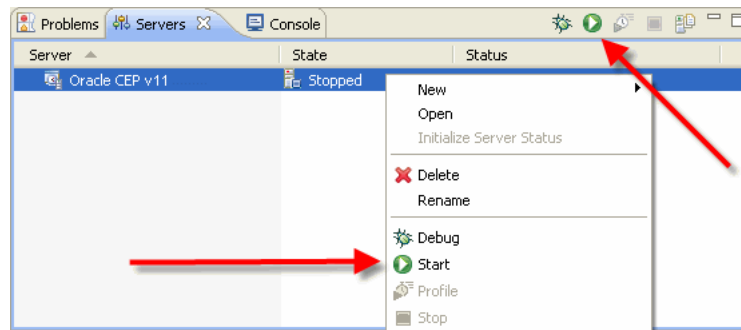 Problems Servers Console
Server State Status
Oracle CEP v11 Stopped
New
Open
Initialize Server Status
Delete
Rename
Debug
Start
Profile
Stop